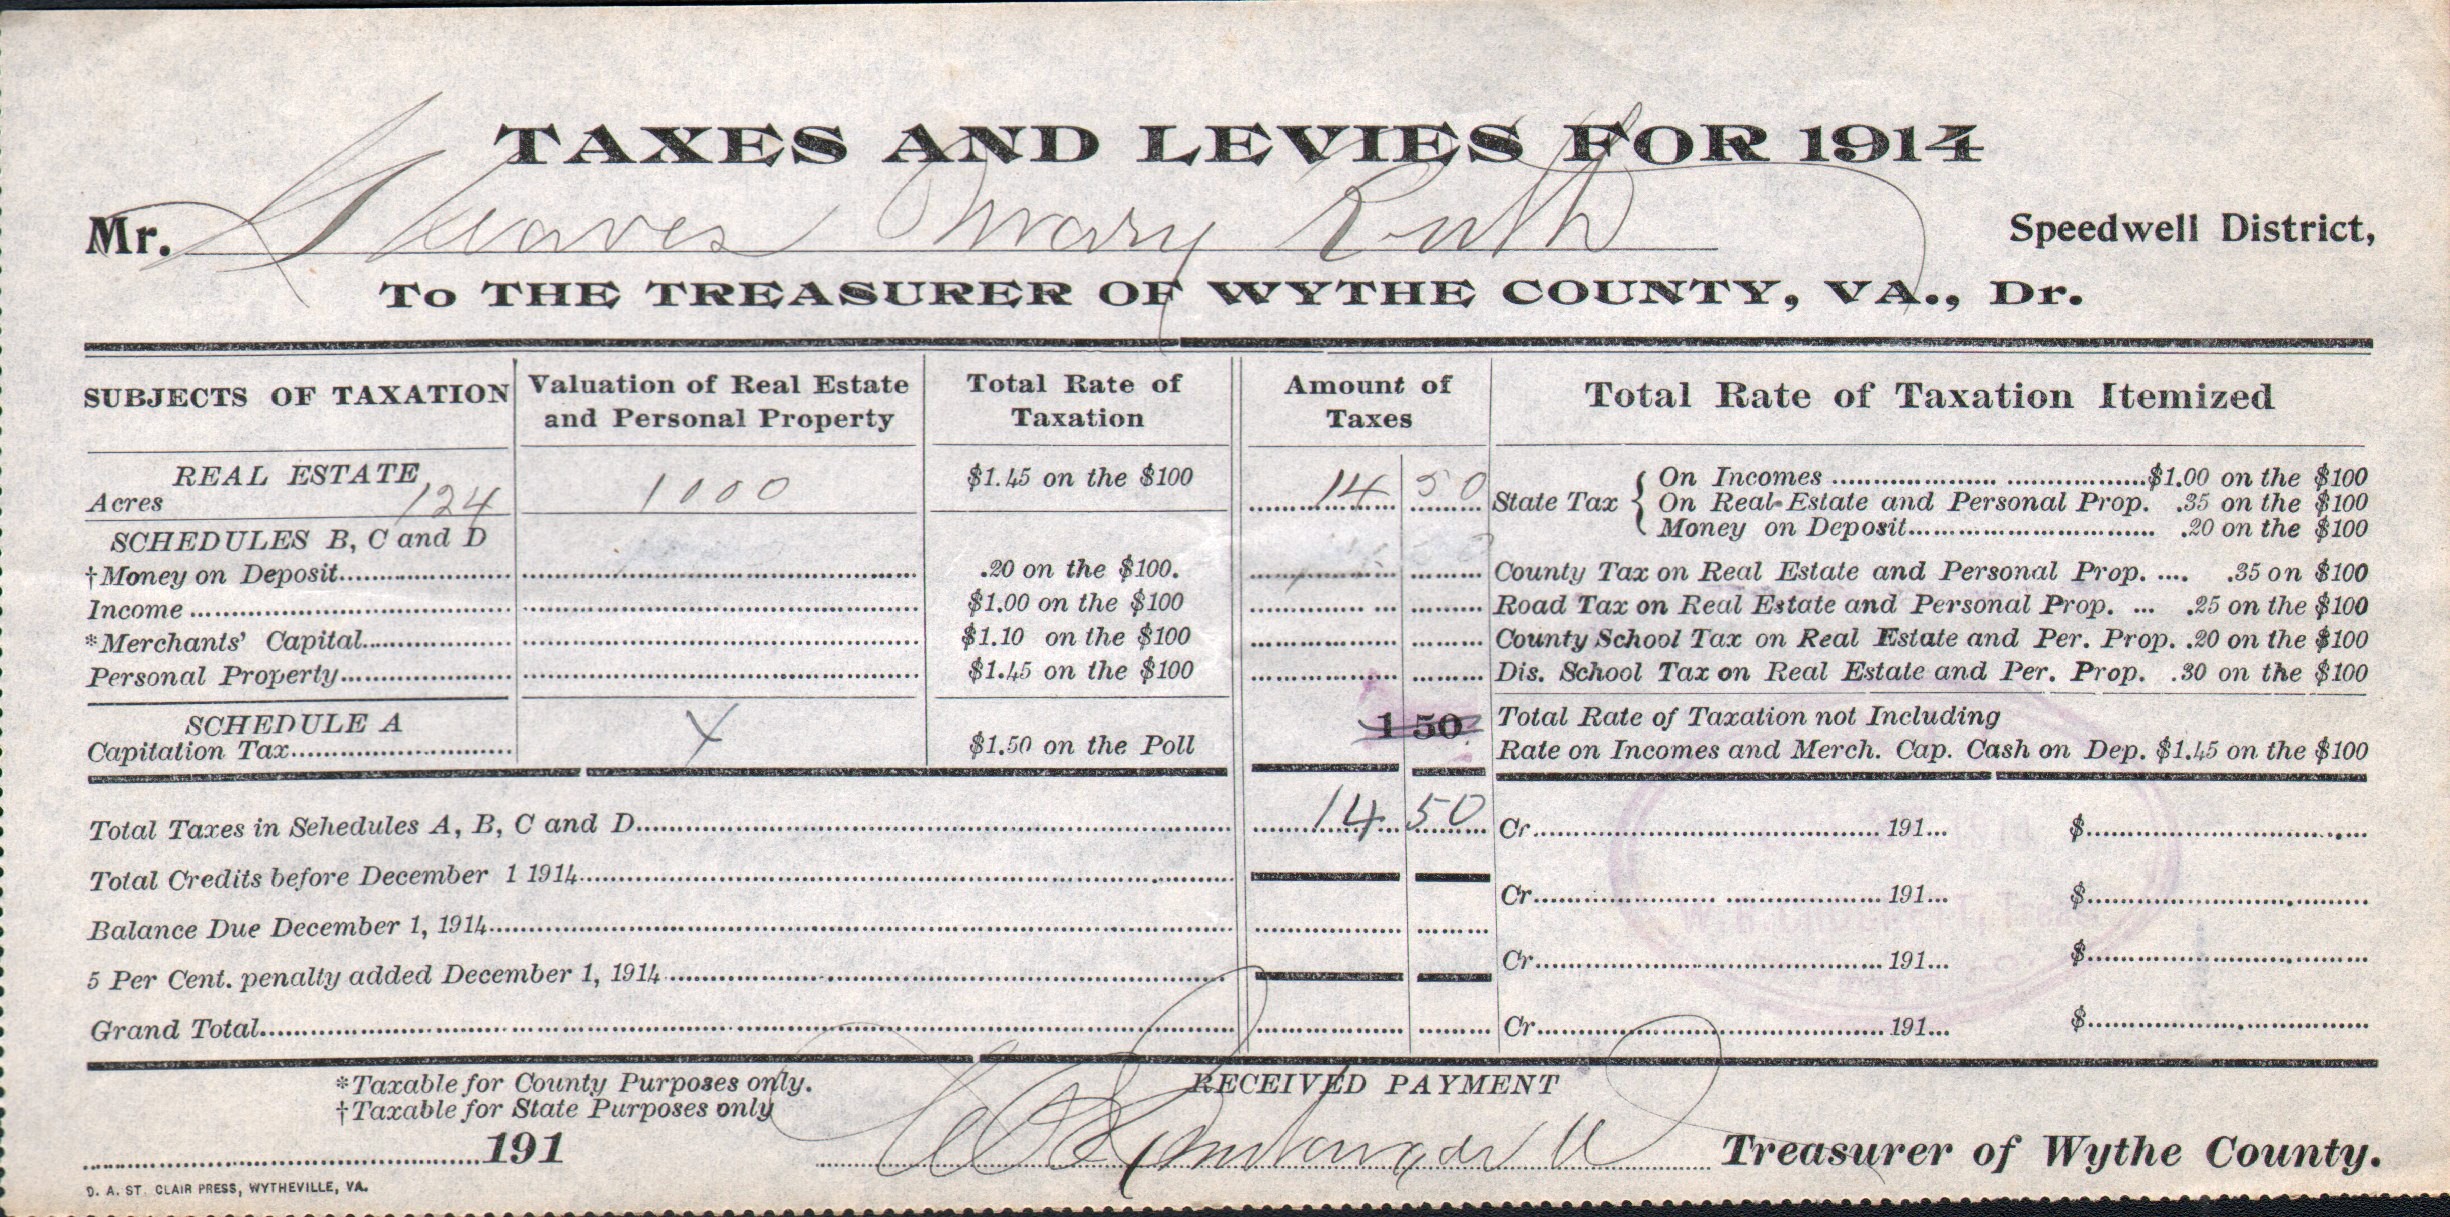 TAXES AND LEVIES FOR 1914
Mr. Kleaves Mary Ruth Speedwell District,
To THE TREASURER OF WYTHE COUNTY, VA., Dr.
SUBJECTS OF TAXATION Valuation of Real Estate and Personal Property Total Rate of Taxation Amount of Taxes Total Rate of Taxation Itemized
REAL ESTATE
Acres 124 1000 $1.45 on the $100 14 50
State Tax { On Incomes ........ $1.00 on the $100
On Real Estate and Personal Prop. .35 on the $100
Money on Deposit........ .20 on the $100
SCHEDULES B, C and D
†Money on Deposit........ .20 on the $100. County Tax on Real Estate and Personal Prop. .... .35 on $100
Income ........ $1.00 on the $100 Road Tax on Real Estate and Personal Prop. ... .25 on the $100
*Merchants' Capital........ $1.10 on the $100 County School Tax on Real Estate and Per. Prop. .20 on the $100
Personal Property........ $1.45 on the $100 Dis. School Tax on Real Estate and Per. Prop. .30 on the $100
SCHEDULE A 1 50 Total Rate of Taxation not Including
Capitation Tax........ X $1.50 on the Poll Rate on Incomes and Merch. Cap. Cash on Dep. $1.45 on the $100
Total Taxes in Schedules A, B, C and D........ 14 50 Cr........ 191... $........
Total Credits before December 1 1914........ Cr........ 191... $........
Balance Due December 1, 1914........
5 Per Cent. penalty added December 1, 1914........ Cr........ 191... $........
Grand Total........ Cr........ 191... $........
*Taxable for County Purposes only. RECEIVED PAYMENT
†Taxable for State Purposes only
........191 Treasurer of Wythe County.
D. A. ST. CLAIR PRESS, WYTHEVILLE, VA.